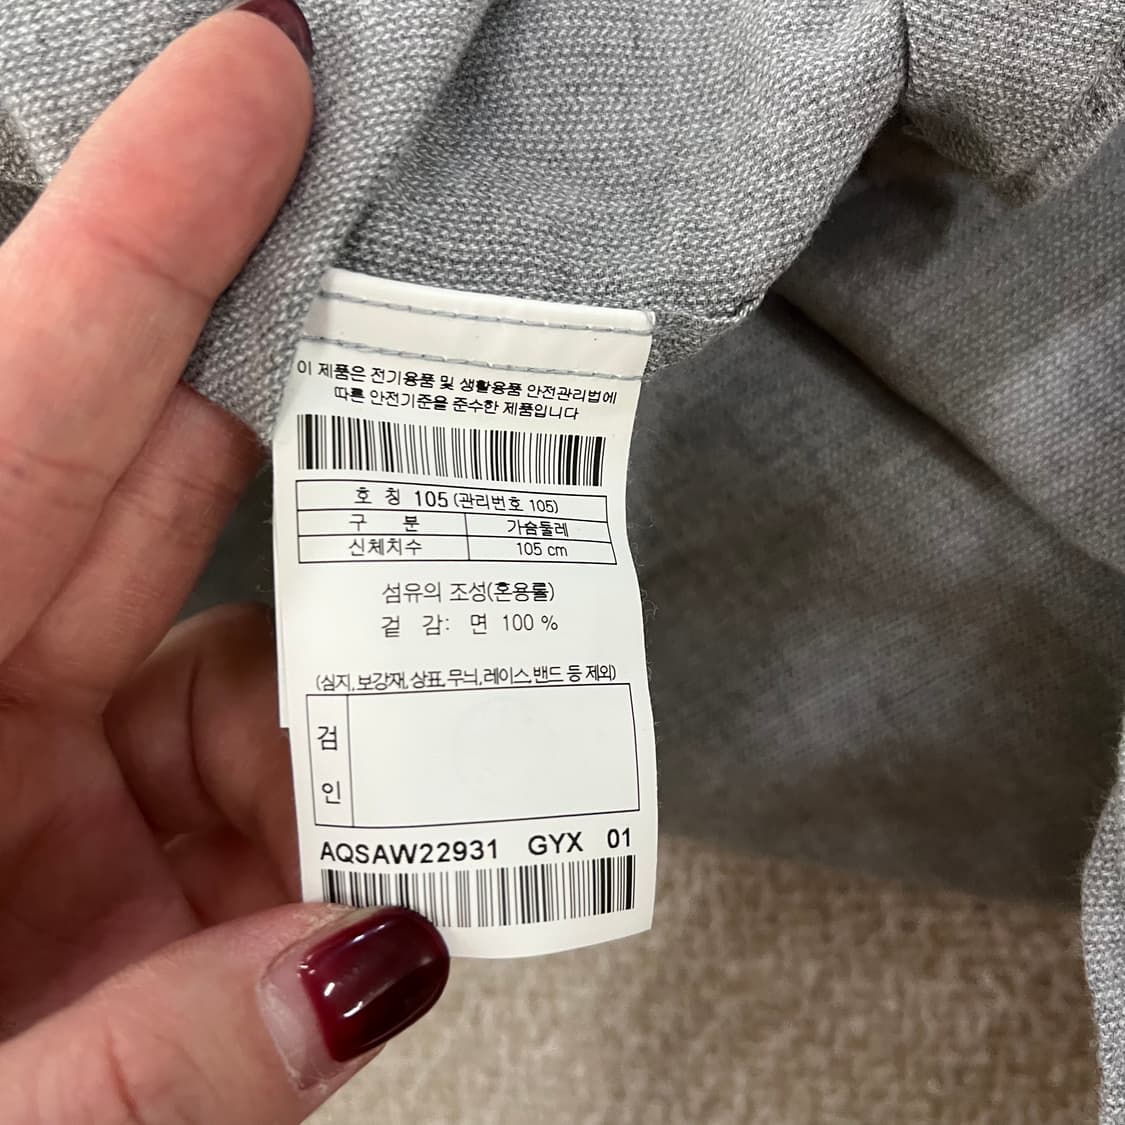 이 제품은 전기용품 및 생활용품 안전관리법에
따른 안전기준을 준수한 제품입니다
호 칭 105 (관리번호 105)
구 분 가슴둘레
신체치수 105 cm
섬유의 조성(혼용률)
겉 감: 면 100 %
(심지,보강재,상표,무늬,레이스,밴드 등 제외)
검
인
AQSAW22931 GYX 01